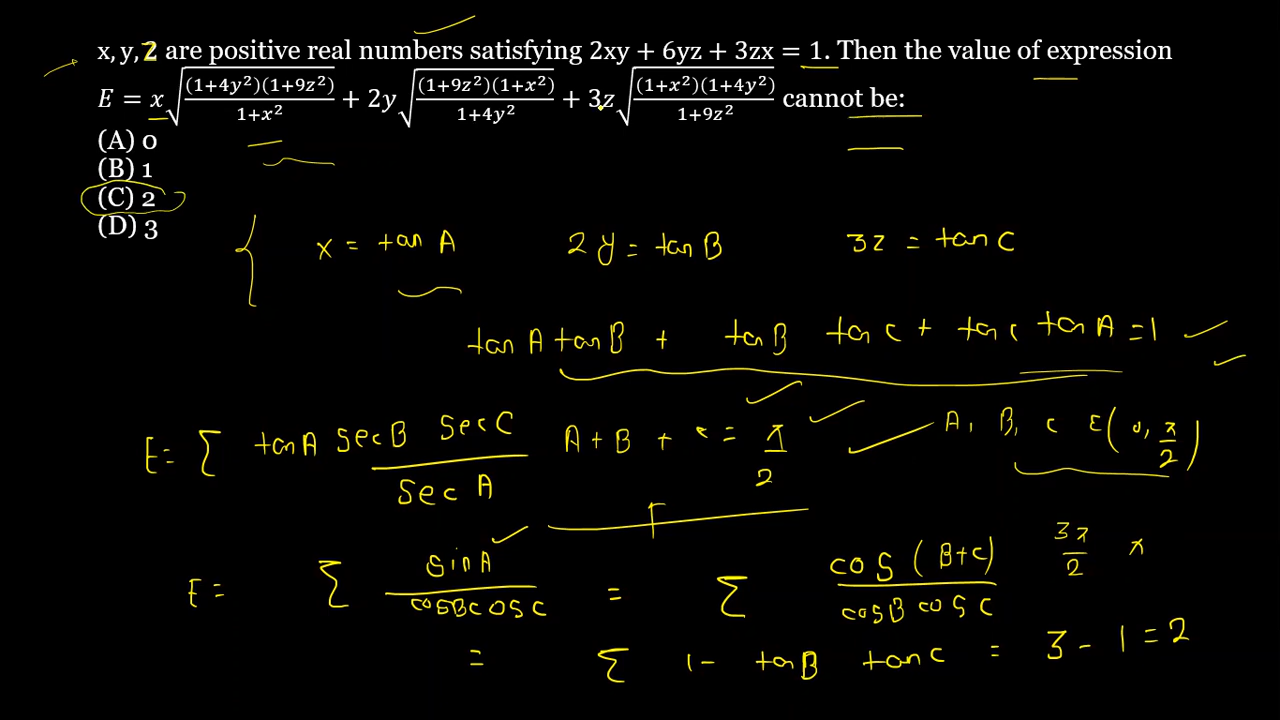 x, y, z are positive real numbers satisfying 2xy + 6yz + 3zx = 1. Then the value of expression
E = x√((1+4y²)(1+9z²)/(1+x²)) + 2y√((1+9z²)(1+x²)/(1+4y²)) + 3z√((1+x²)(1+4y²)/(1+9z²)) cannot be:
(A) 0
(B) 1
(C) 2
(D) 3
x = tan A 2y = tan B 3z = tan C
tan A tan B + tan B tan C + tan C tan A = 1
E = Σ tan A sec B sec C / sec A A + B + C = π/2 A, B, C ∈ (0, π/2)
E = Σ sin A / cos B cos C = Σ cos (B+C) / cos B cos C 3π/2 x
= Σ 1 - tan B tan C = 3 - 1 = 2